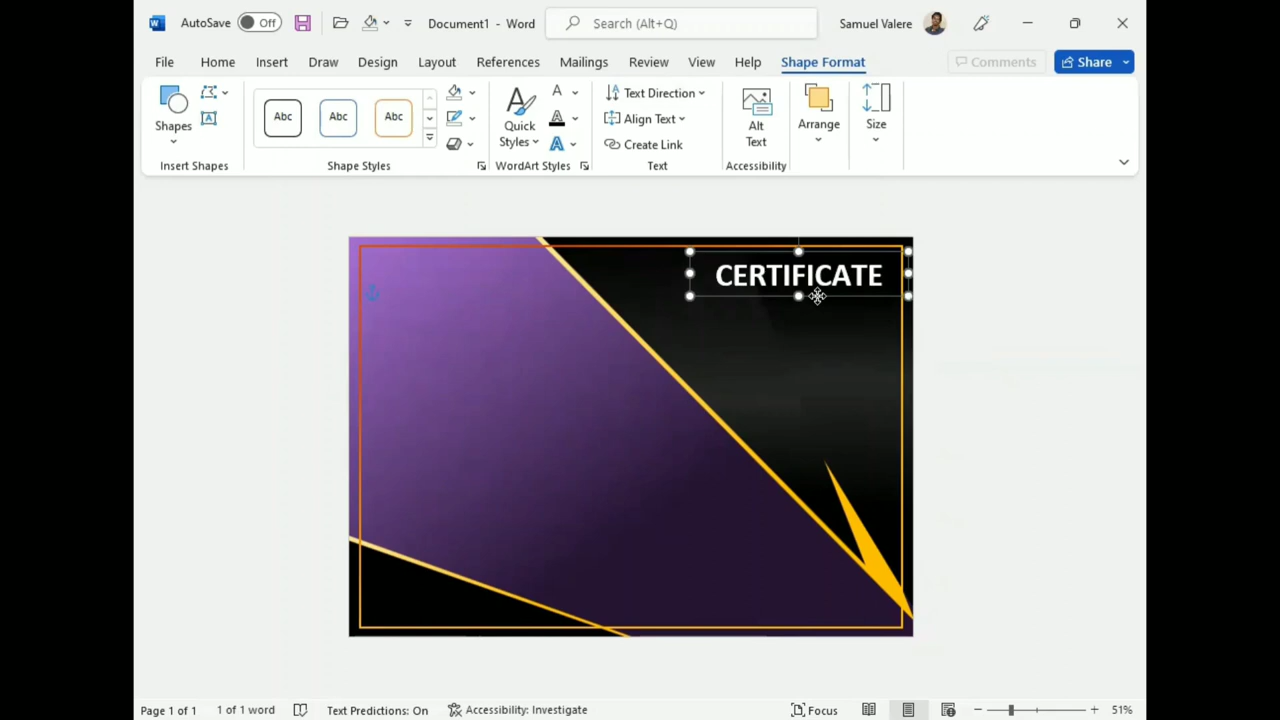 AutoSave Off Document1 - Word Search (Alt+Q) Samuel Valere
File Home Insert Draw Design Layout References Mailings Review View Help Shape Format Comments Share
Shapes
Abc Abc Abc
Quick
Styles
Text Direction
Align Text
Create Link
Alt
Text
Arrange
Size
Insert Shapes Shape Styles WordArt Styles Text Accessibility
CERTIFICATE
Page 1 of 1 1 of 1 word Text Predictions: On Accessibility: Investigate Focus 51%